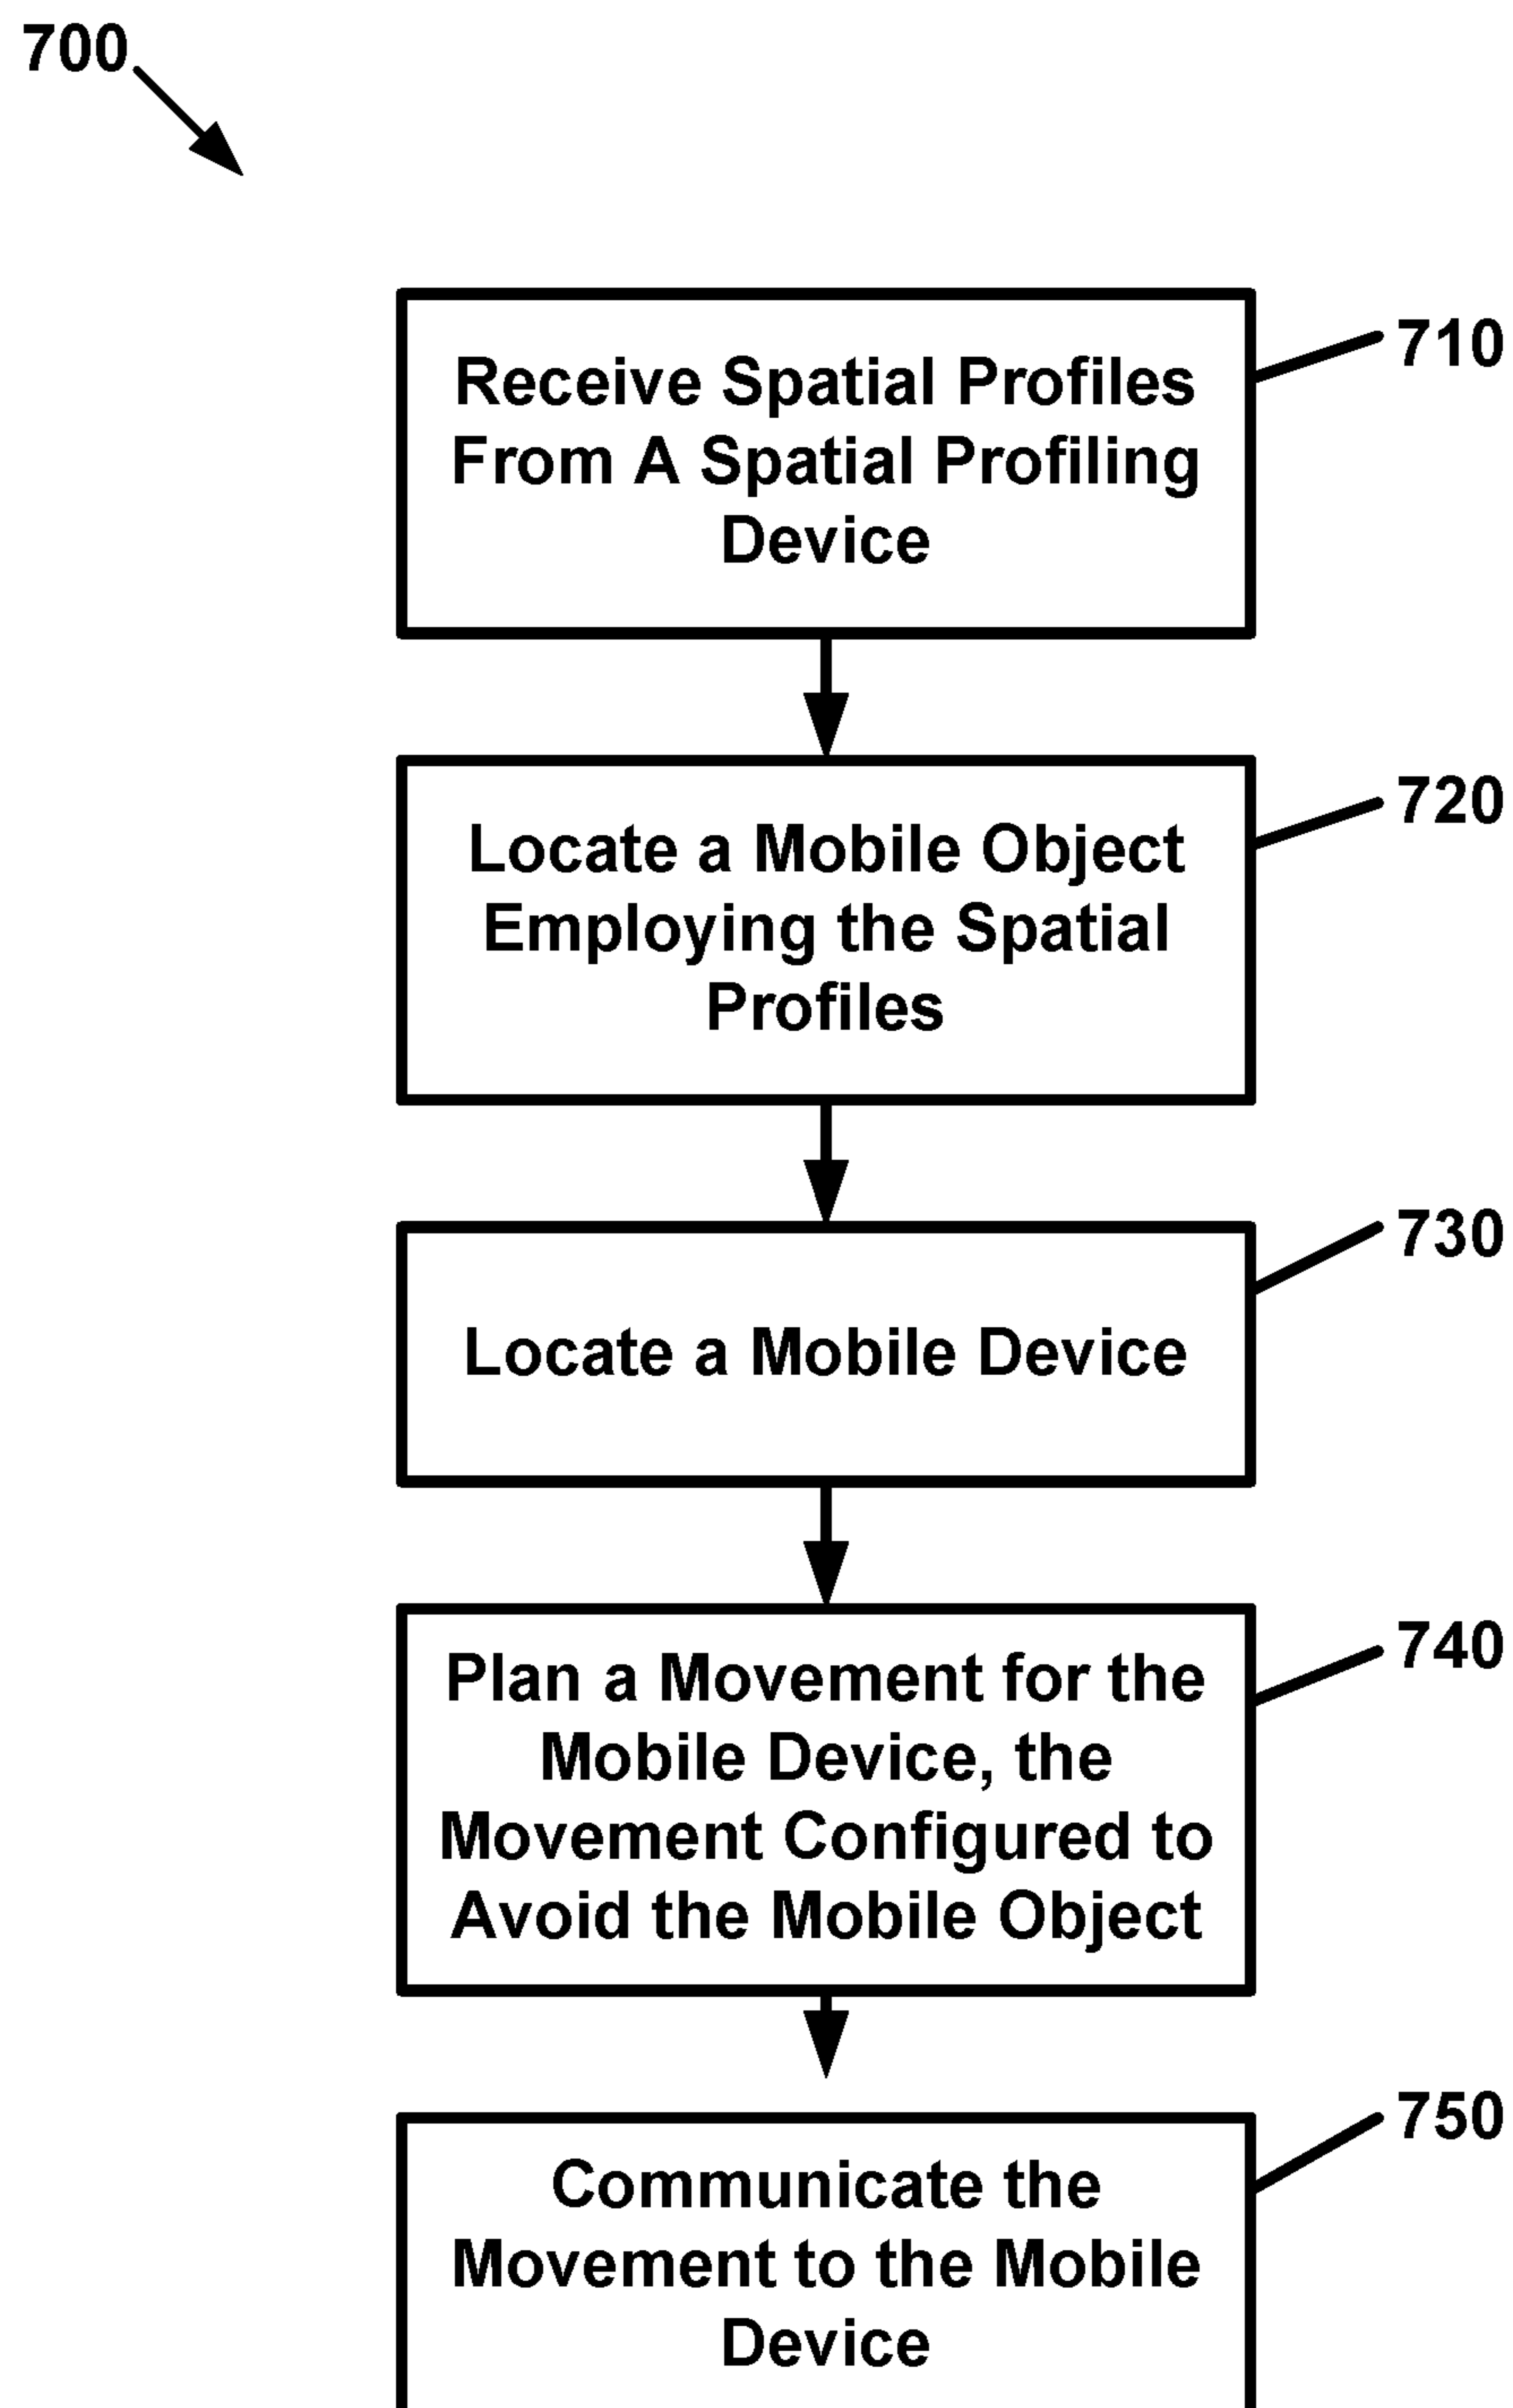 700
710
Receive Spatial Profiles
From A Spatial Profiling
Device
720
Locate a Mobile Object
Employing the Spatial
Profiles
730
Locate a Mobile Device
740
Plan a Movement for the
Mobile Device, the
Movement Configured to
Avoid the Mobile Object
750
Communicate the
Movement to the Mobile
Device